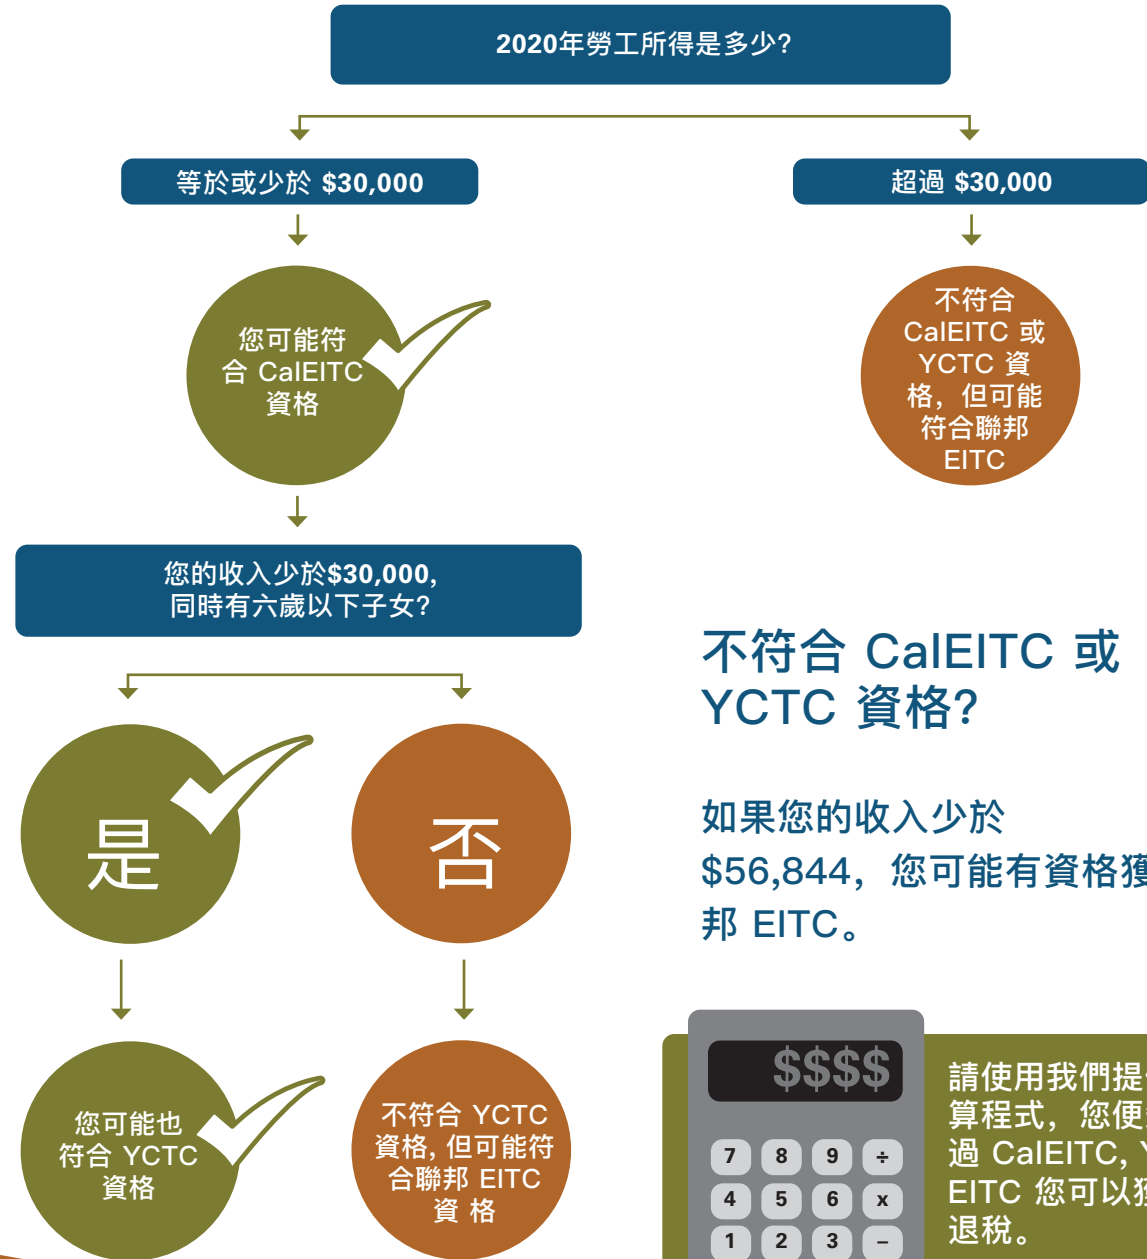 2020年勞工所得是多少?
等於或少於 $30,000
超過 $30,000
您可能符
合 CalEITC
資格
不符合
CalEITC 或
YCTC 資
格，但可能
符合聯邦
EITC
您的收入少於$30,000,
同時有六歲以下子女?
是
否
您可能也
符合 YCTC
資格
不符合 YCTC
資格, 但可能符
合聯邦 EITC
資 格
不符合 CalEITC 或
YCTC 資格?
如果您的收入少於
$56,844，您可能有資格獲
邦 EITC。
$$$$
7 8 9 ÷
4 5 6 x
1 2 3 –
請使用我們提
算程式，您便
過 CalEITC,
EITC 您可以獲
退稅。